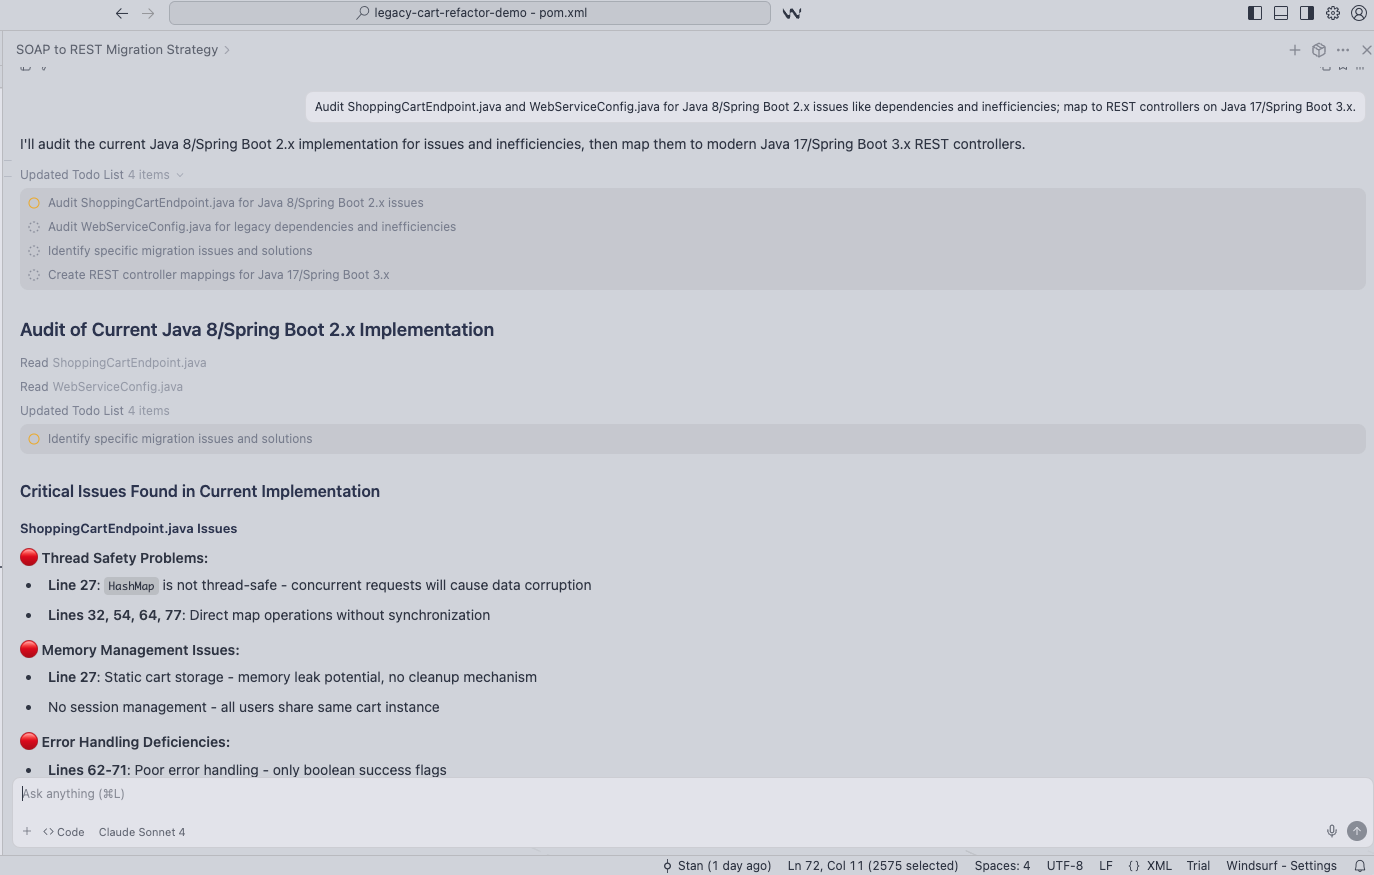 legacy-cart-refactor-demo - pom.xml
SOAP to REST Migration Strategy
Audit ShoppingCartEndpoint.java and WebServiceConfig.java for Java 8/Spring Boot 2.x issues like dependencies and inefficiencies; map to REST controllers on Java 17/Spring Boot 3.x.
I'll audit the current Java 8/Spring Boot 2.x implementation for issues and inefficiencies, then map them to modern Java 17/Spring Boot 3.x REST controllers.
Updated Todo List 4 items
Audit ShoppingCartEndpoint.java for Java 8/Spring Boot 2.x issues
Audit WebServiceConfig.java for legacy dependencies and inefficiencies
Identify specific migration issues and solutions
Create REST controller mappings for Java 17/Spring Boot 3.x
Audit of Current Java 8/Spring Boot 2.x Implementation
Read ShoppingCartEndpoint.java
Read WebServiceConfig.java
Updated Todo List 4 items
Identify specific migration issues and solutions
Critical Issues Found in Current Implementation
ShoppingCartEndpoint.java Issues
🔴 Thread Safety Problems:
• Line 27: HashMap is not thread-safe - concurrent requests will cause data corruption
• Lines 32, 54, 64, 77: Direct map operations without synchronization
🔴 Memory Management Issues:
• Line 27: Static cart storage - memory leak potential, no cleanup mechanism
• No session management - all users share same cart instance
🔴 Error Handling Deficiencies:
• Lines 62-71: Poor error handling - only boolean success flags
Ask anything (⌘L)
+ <> Code Claude Sonnet 4
Stan (1 day ago) Ln 72, Col 11 (2575 selected) Spaces: 4 UTF-8 LF {} XML Trial Windsurf - Settings